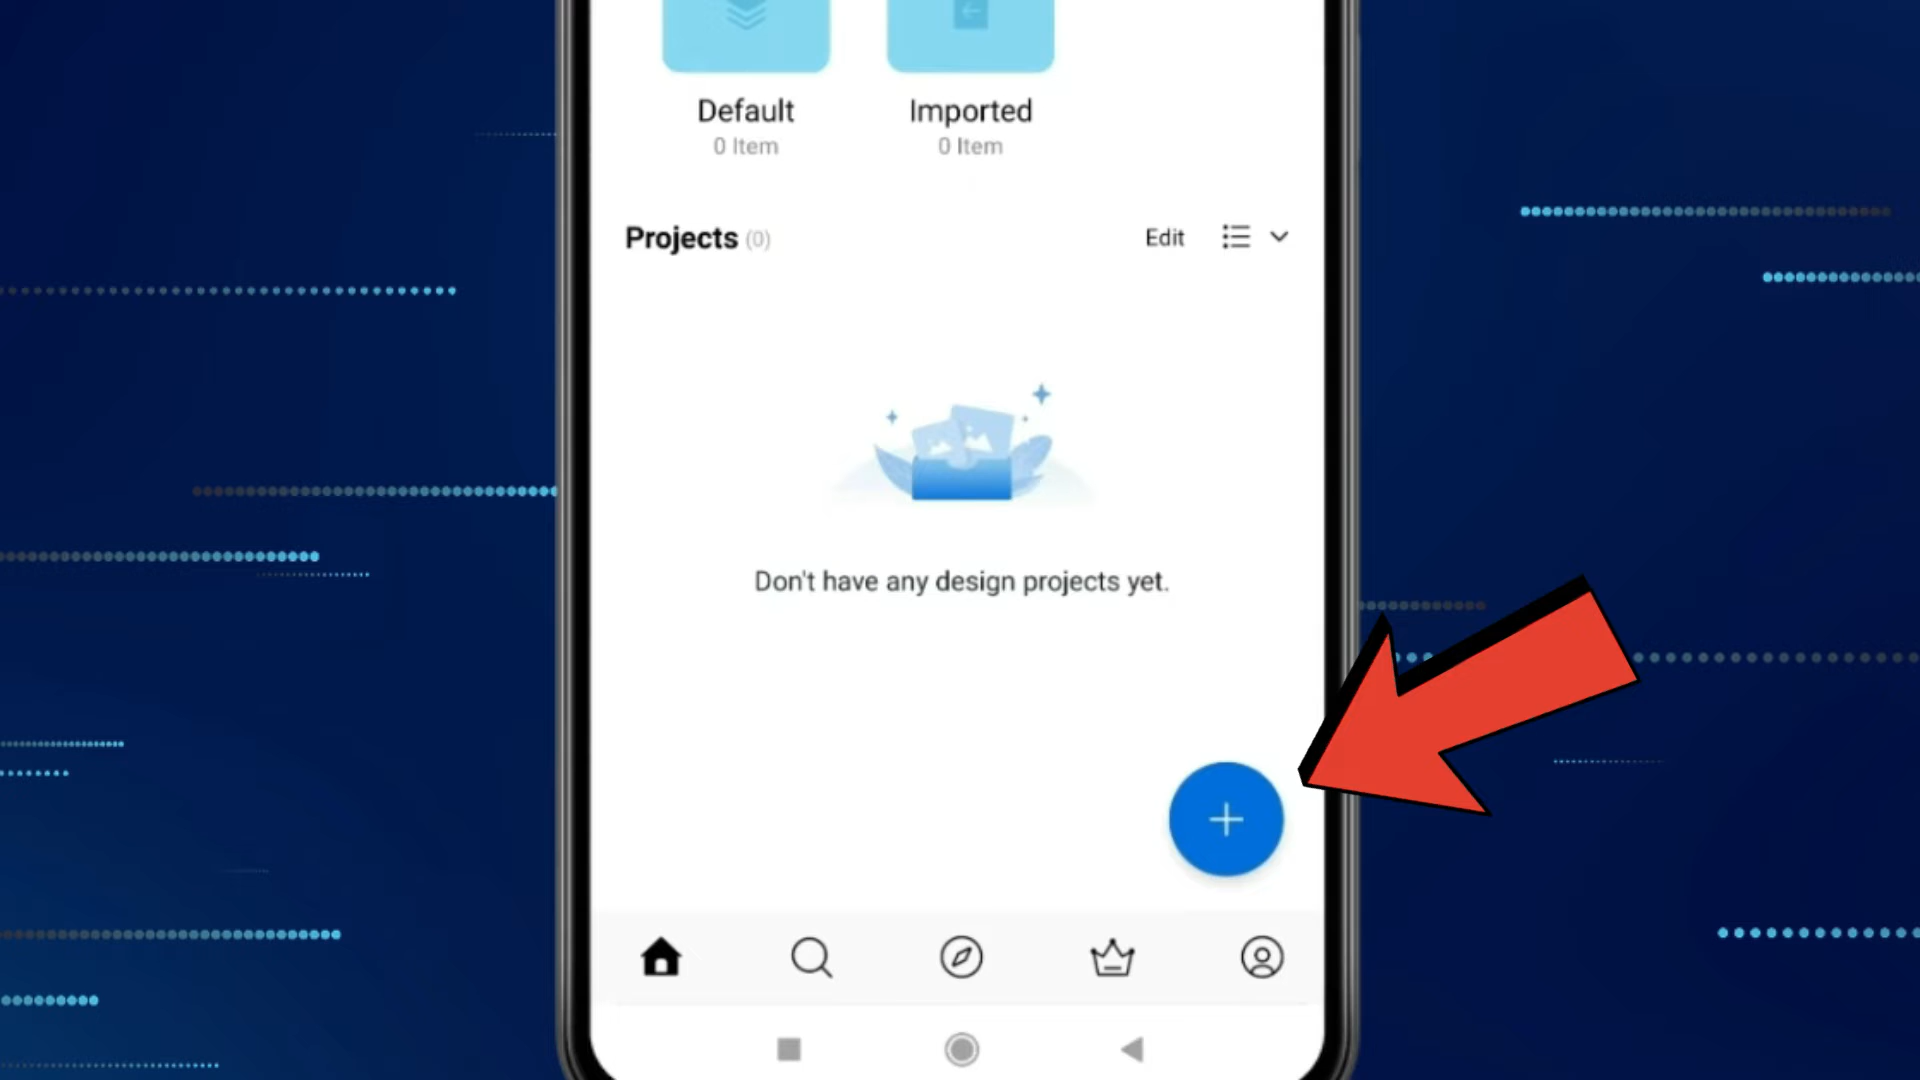 Default Imported
0 Item 0 Item
Projects (0) Edit
Don't have any design projects yet.